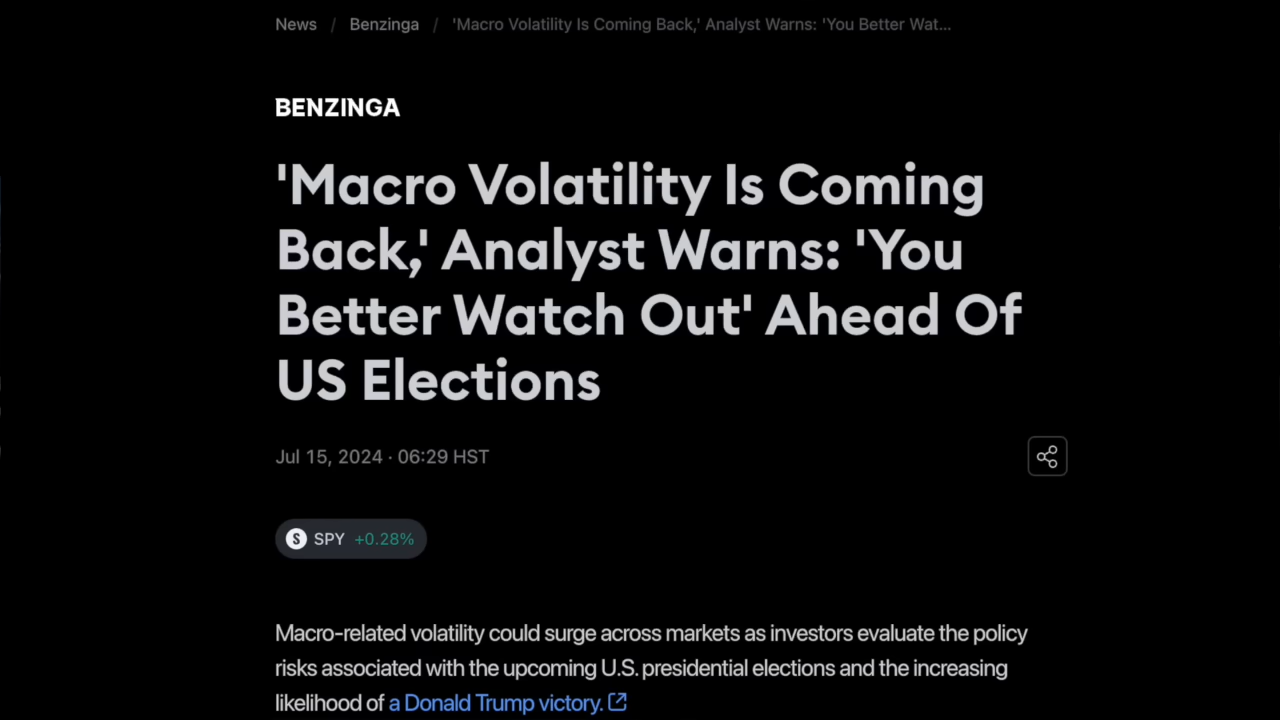 News / Benzinga / 'Macro Volatility Is Coming Back,' Analyst Warns: 'You Better Wat...
BENZINGA
'Macro Volatility Is Coming
Back,' Analyst Warns: 'You
Better Watch Out' Ahead Of
US Elections
Jul 15, 2024 · 06:29 HST
S SPY +0.28%
Macro-related volatility could surge across markets as investors evaluate the policy
risks associated with the upcoming U.S. presidential elections and the increasing
likelihood of a Donald Trump victory.